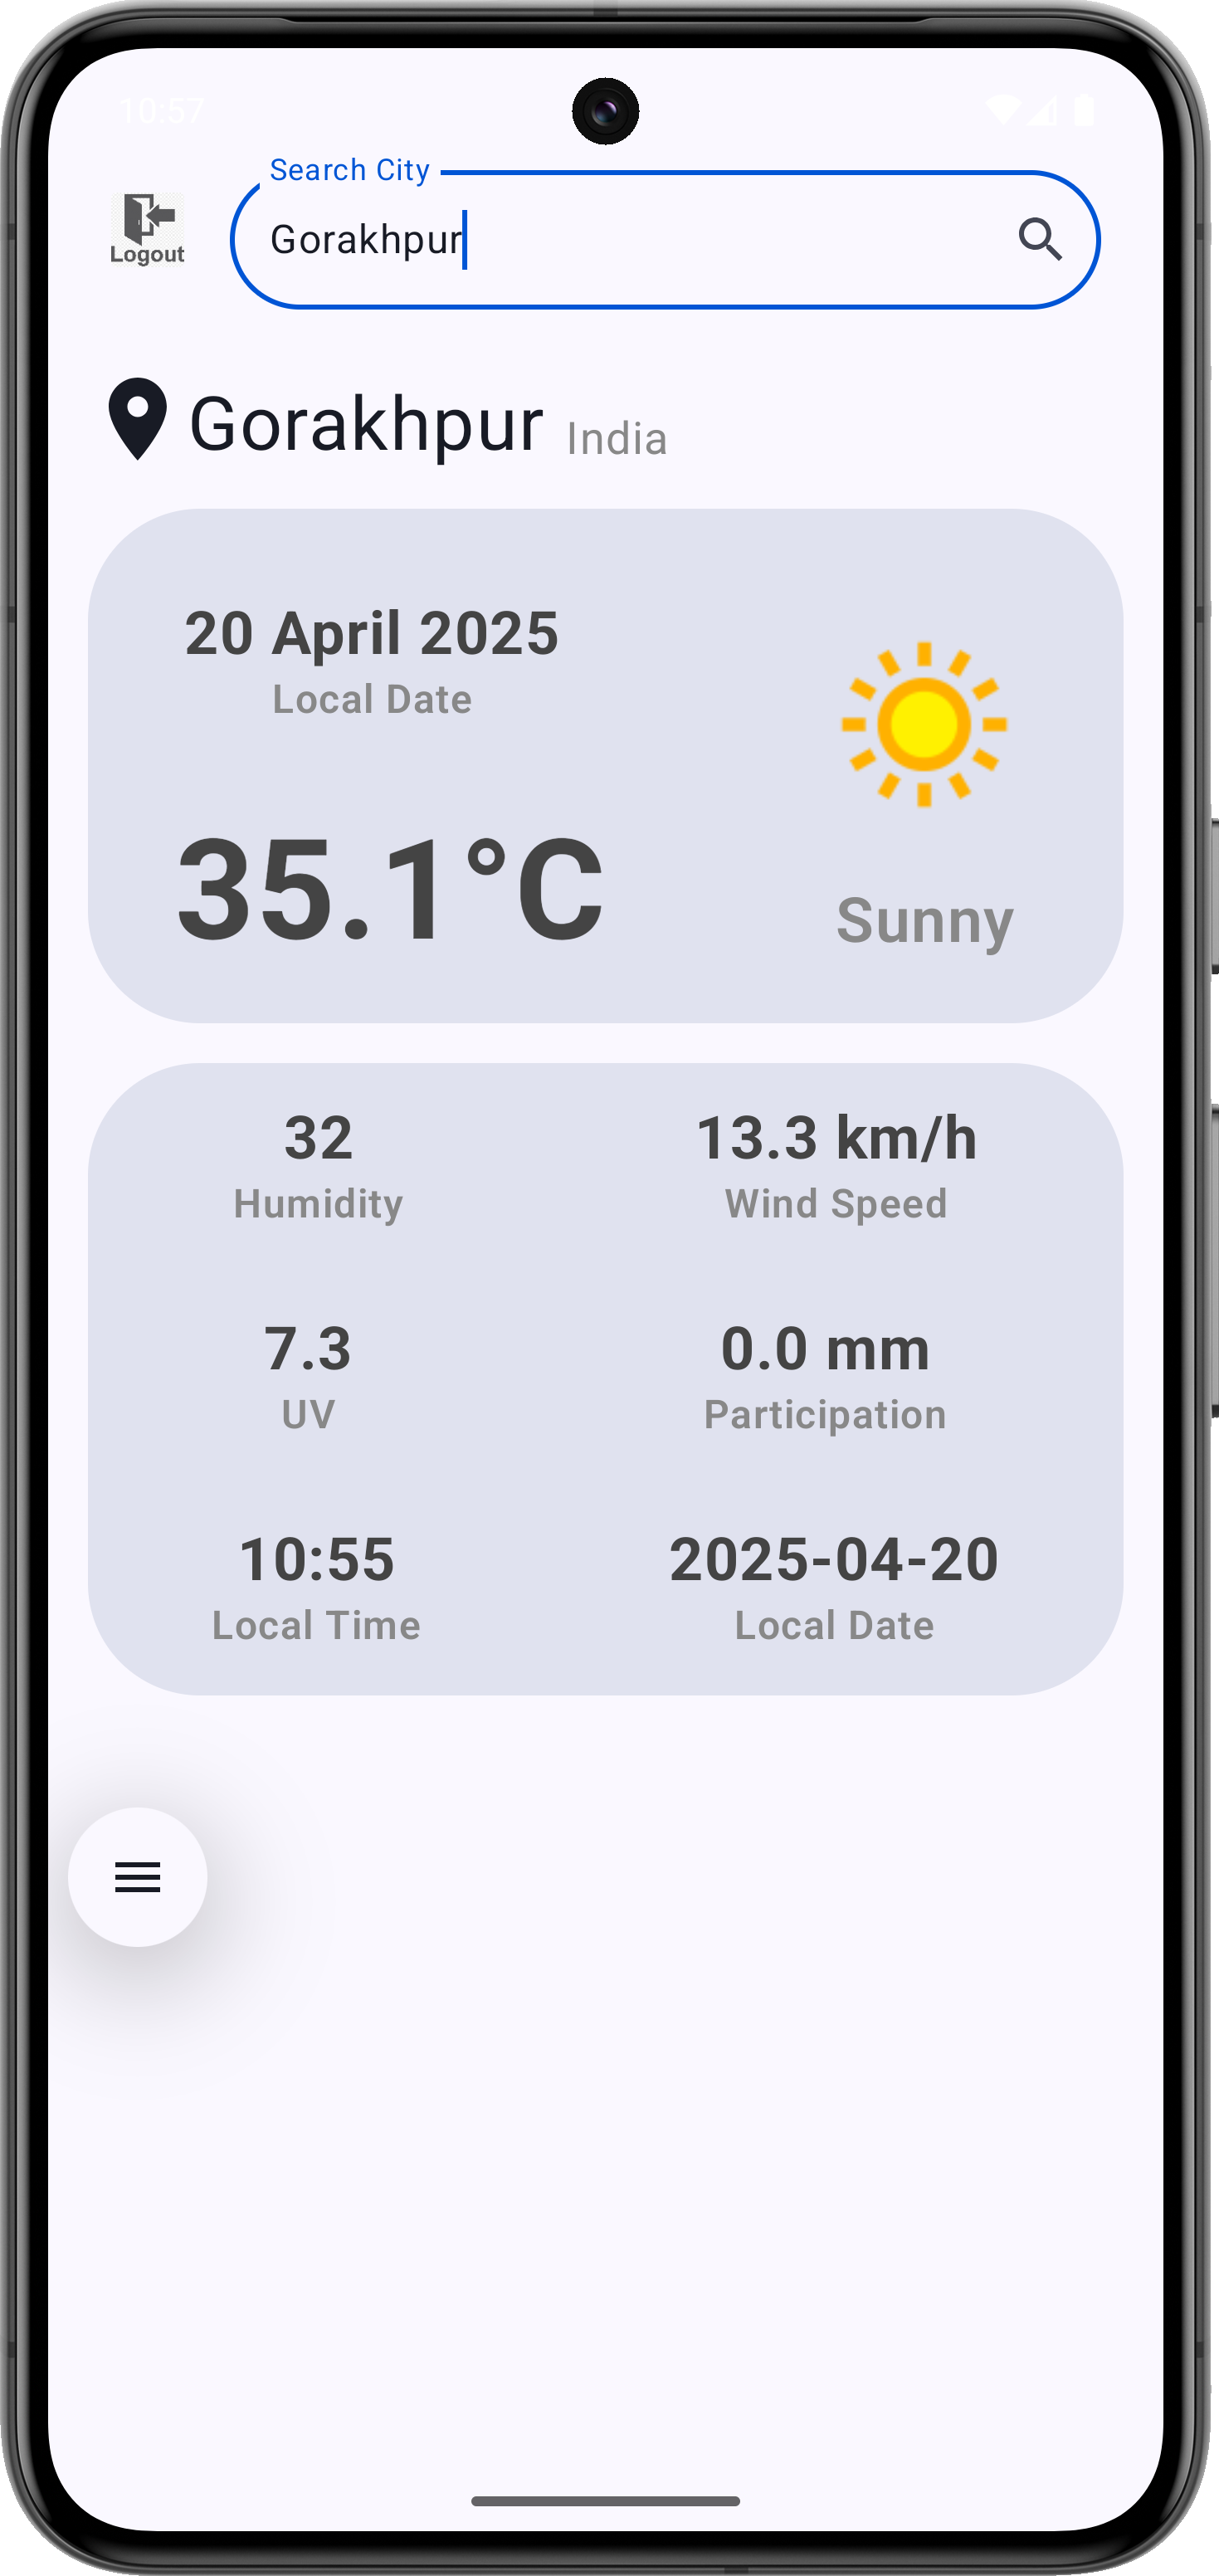 10:57
Search City
Logout
Gorakhpur
Gorakhpur India
20 April 2025
Local Date
35.1°C
Sunny
32 13.3 km/h
Humidity Wind Speed
7.3 0.0 mm
UV Participation
10:55 2025-04-20
Local Time Local Date